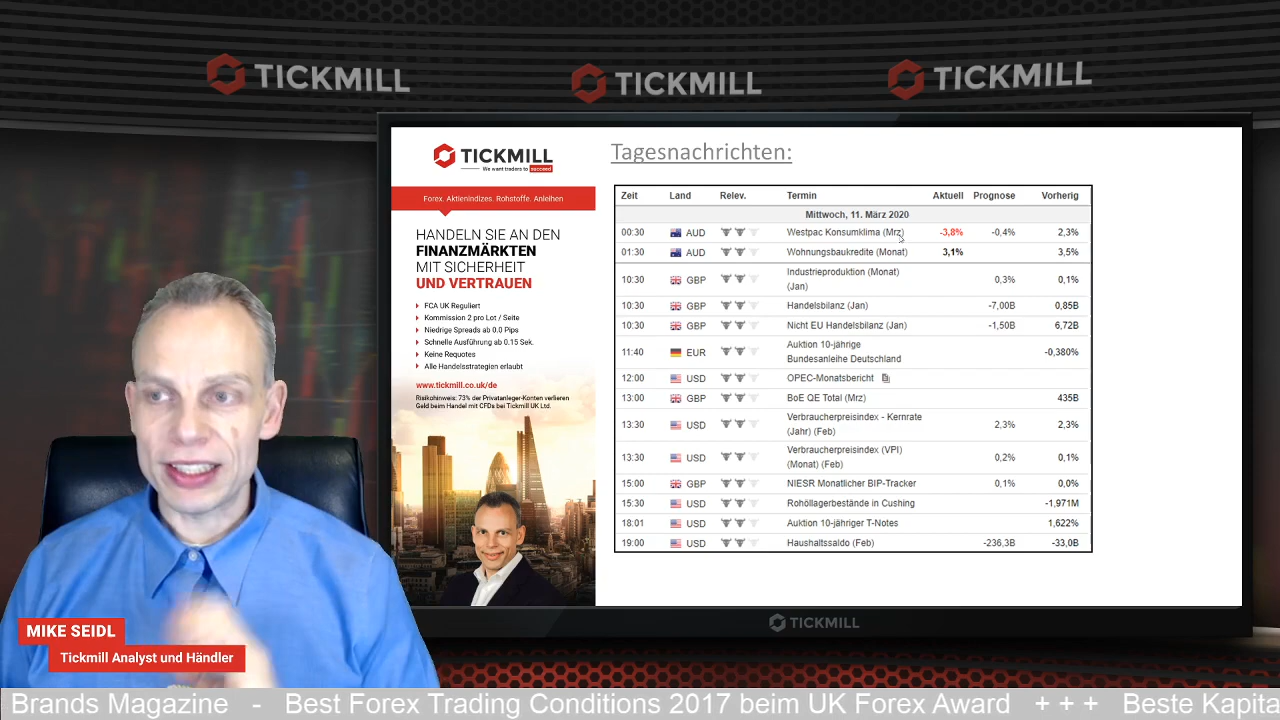 TICKMILL
TICKMILL
TICKMILL
TICKMILL
We want traders to succeed
Forex. Aktienindizes. Rohstoffe. Anleihen
HANDELN SIE AN DEN
FINANZMÄRKTEN
MIT SICHERHEIT
UND VERTRAUEN
FCA UK Reguliert
Kommission 2 pro Lot / Seite
Niedrige Spreads ab 0.0 Pips
Schnelle Ausführung ab 0.15 Sek.
Keine Requotes
Alle Handelsstrategien erlaubt
www.tickmill.co.uk/de
Risikohinweis: 73% der Privatanleger-Konten verlieren
Geld beim Handel mit CFDs bei Tickmill UK Ltd.
Tagesnachrichten:
Zeit Land Relev. Termin Aktuell Prognose Vorherig
Mittwoch, 11. März 2020
00:30 AUD Westpac Konsumklima (Mrz) -3,8% -0,4% 2,3%
01:30 AUD Wohnungsbaukredite (Monat) 3,1% 3,5%
10:30 GBP Industrieproduktion (Monat) 0,3% 0,1%
(Jan)
10:30 GBP Handelsbilanz (Jan) -7,00B 0,85B
10:30 GBP Nicht EU Handelsbilanz (Jan) -1,50B 6,72B
11:40 EUR Auktion 10-jährige -0,380%
Bundesanleihe Deutschland
12:00 USD OPEC-Monatsbericht
13:00 GBP BoE QE Total (Mrz) 435B
13:30 USD Verbraucherpreisindex - Kernrate 2,3% 2,3%
(Jahr) (Feb)
13:30 USD Verbraucherpreisindex (VPI) 0,2% 0,1%
(Monat) (Feb)
15:00 GBP NIESR Monatlicher BIP-Tracker 0,1% 0,0%
15:30 USD Rohöllagerbestände in Cushing -1,971M
18:01 USD Auktion 10-jähriger T-Notes 1,622%
19:00 USD Haushaltssaldo (Feb) -236,3B -33,0B
TICKMILL
MIKE SEIDL
Tickmill Analyst und Händler
Brands Magazine - Best Forex Trading Conditions 2017 beim UK Forex Award + + + Beste Kapita